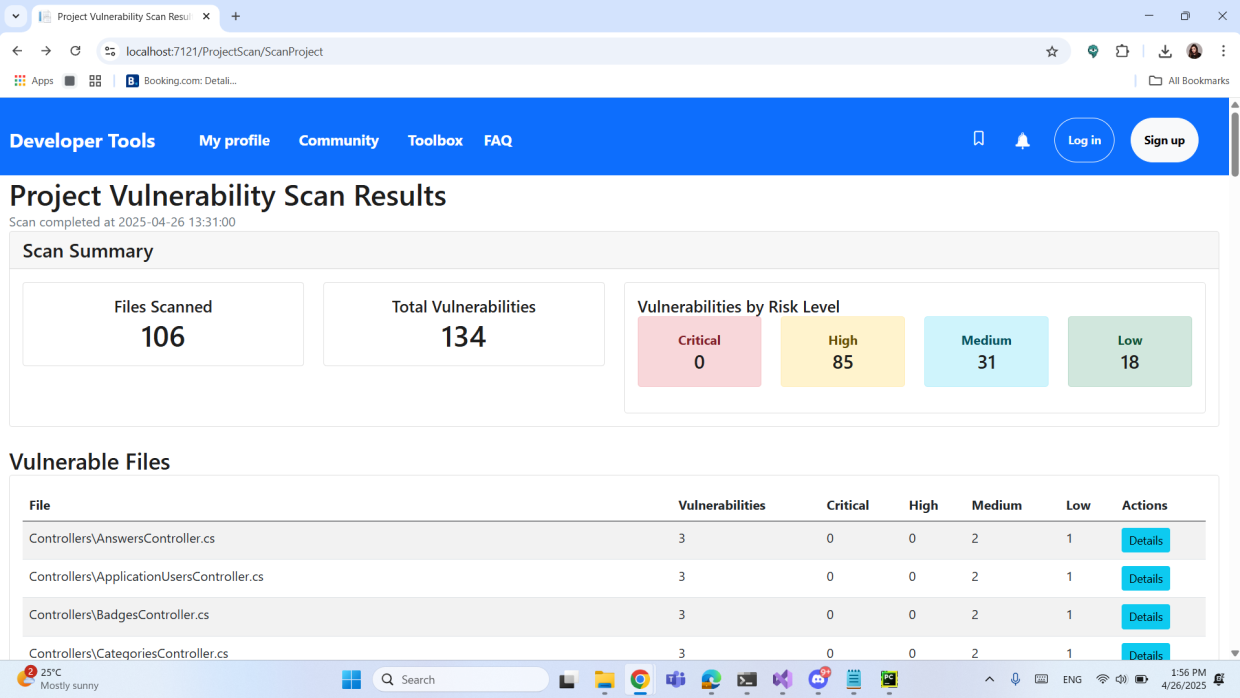 Project Vulnerability Scan Resul
localhost:7121/ProjectScan/ScanProject
Apps
B. Booking.com: Detali...
All Bookmarks
Developer Tools My profile Community Toolbox FAQ Log in Sign up
Project Vulnerability Scan Results
Scan completed at 2025-04-26 13:31:00
Scan Summary
Files Scanned
106
Total Vulnerabilities
134
Vulnerabilities by Risk Level
Critical
0
High
85
Medium
31
Low
18
Vulnerable Files
File Vulnerabilities Critical High Medium Low Actions
Controllers\AnswersController.cs 3 0 0 2 1 Details
Controllers\ApplicationUsersController.cs 3 0 0 2 1 Details
Controllers\BadgesController.cs 3 0 0 2 1 Details
Controllers\CategoriesController.cs 3 0 0 2 1 Details
2
25°C
Mostly sunny
Search
9+
PC
ENG
1:56 PM
4/26/2025